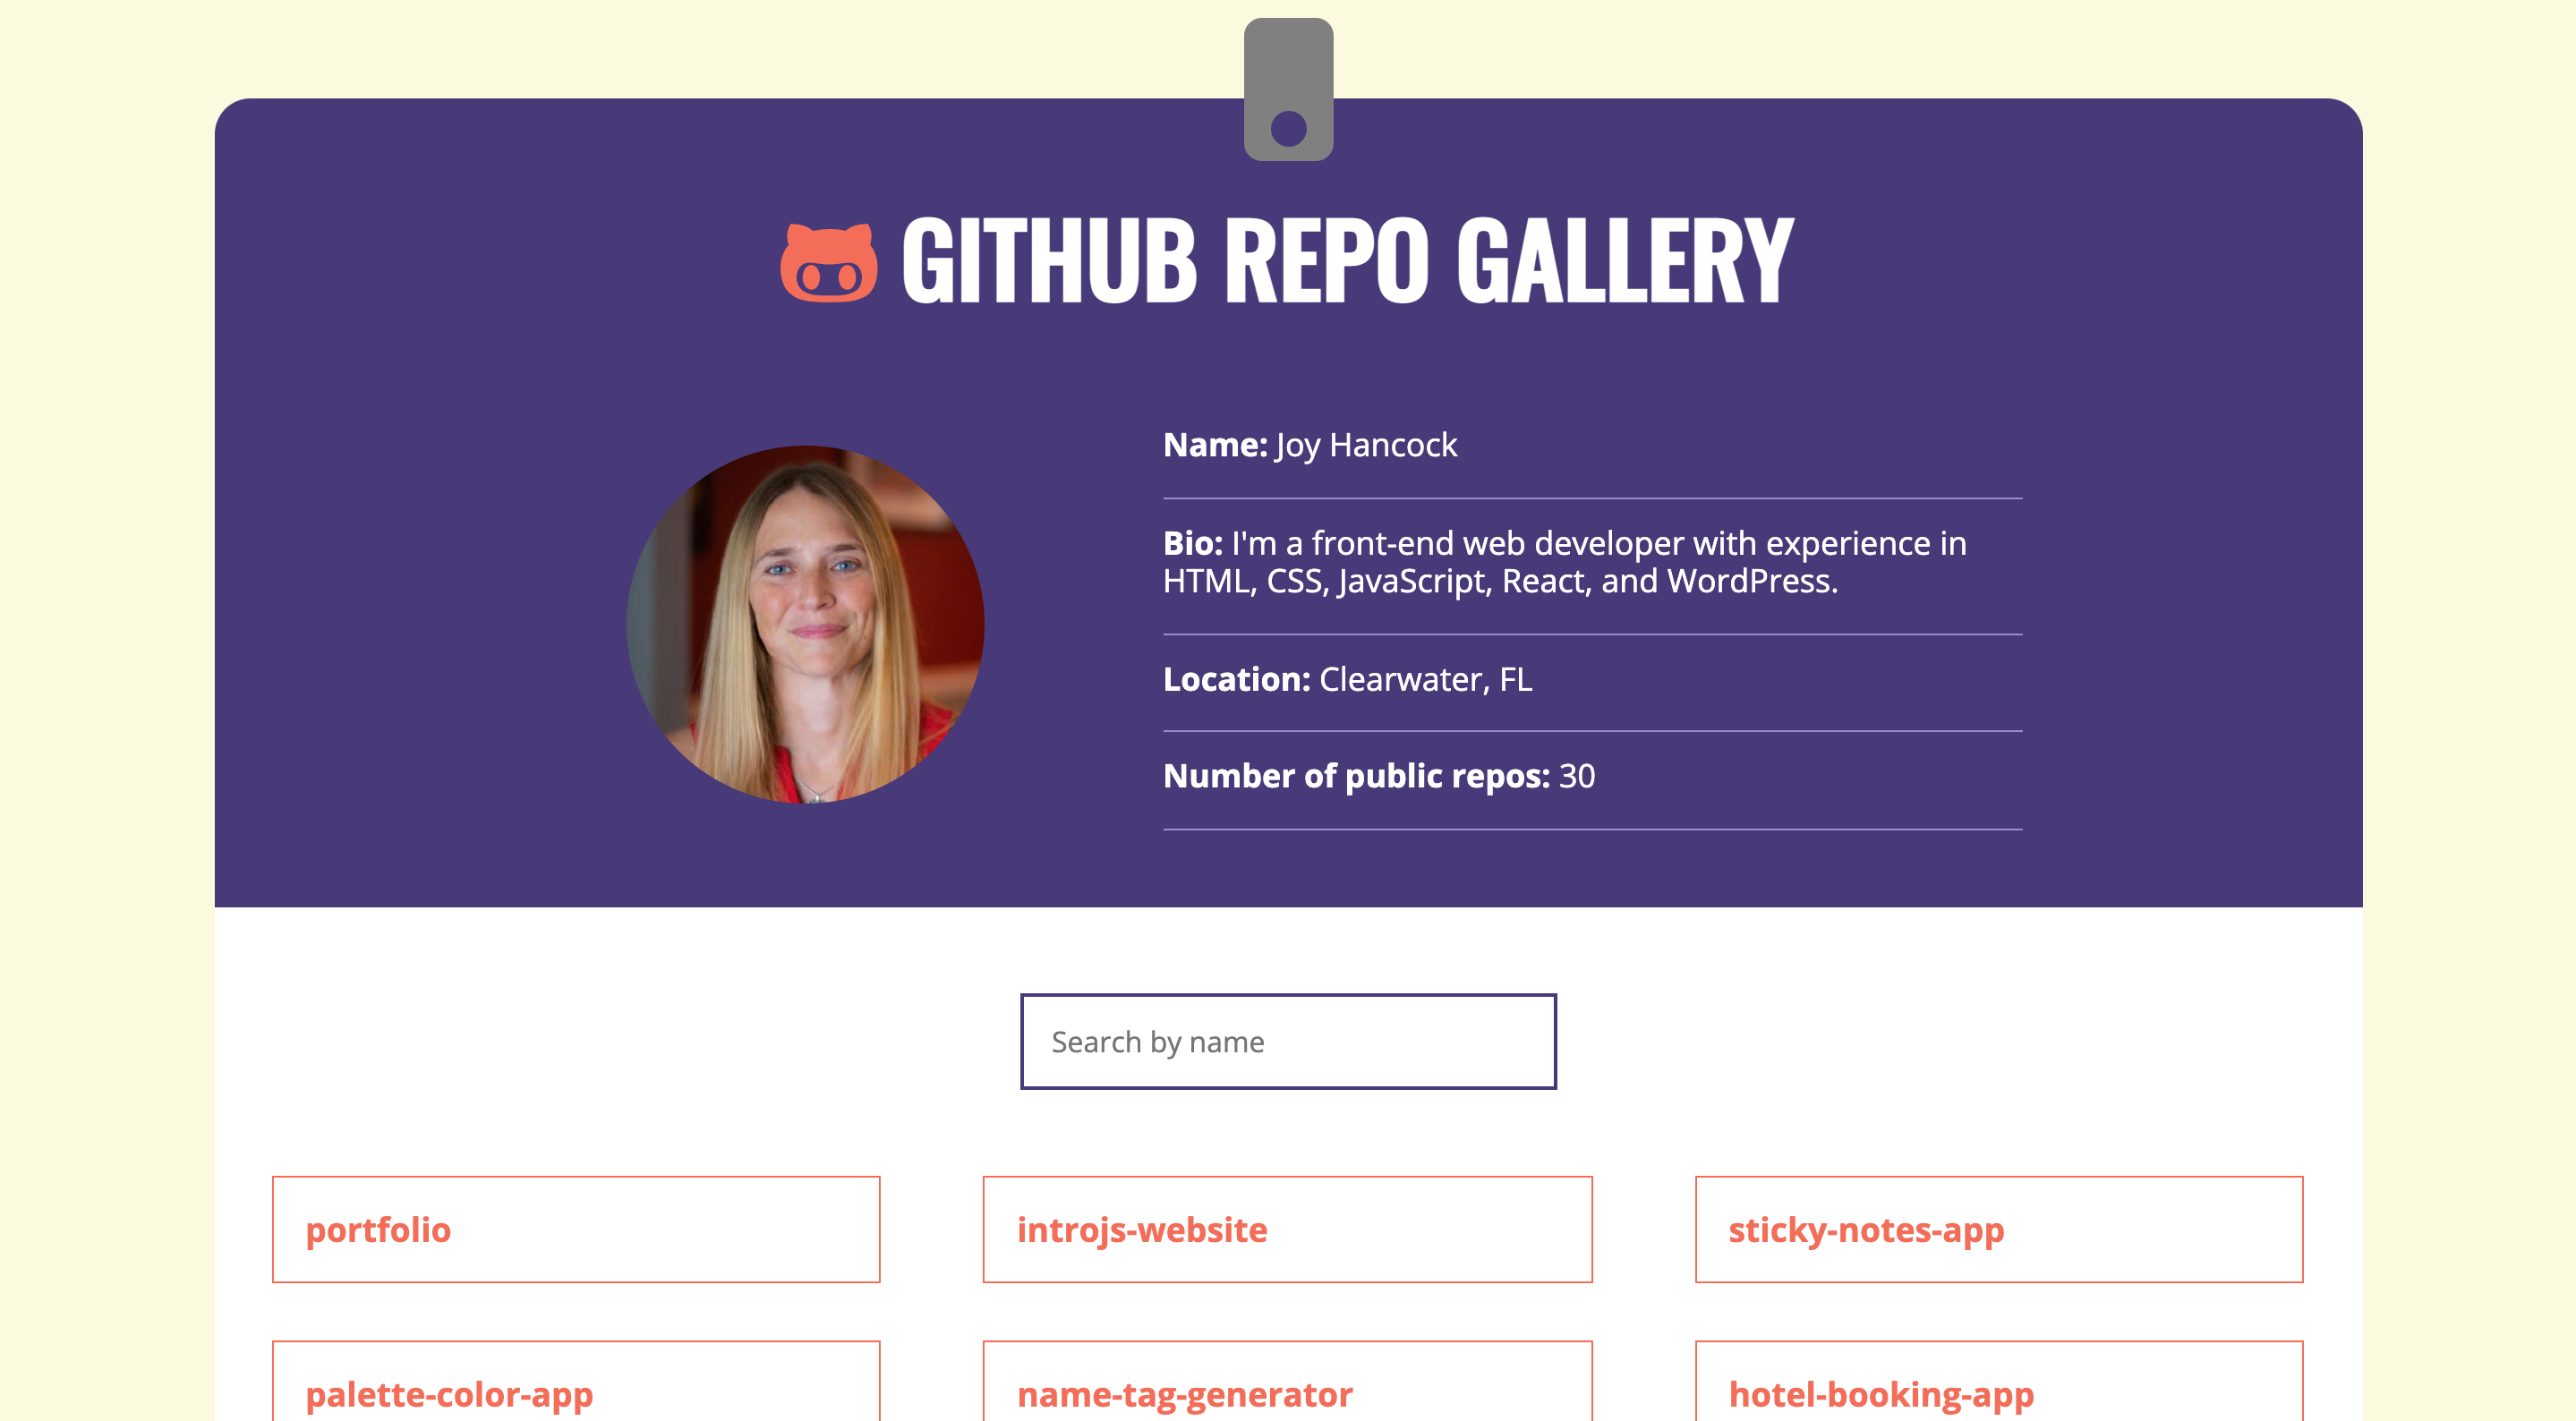 GITHUB REPO GALLERY
Name: Joy Hancock
Bio: I'm a front-end web developer with experience in
HTML, CSS, JavaScript, React, and WordPress.
Location: Clearwater, FL
Number of public repos: 30
Search by name
portfolio
introjs-website
sticky-notes-app
palette-color-app
name-tag-generator
hotel-booking-app